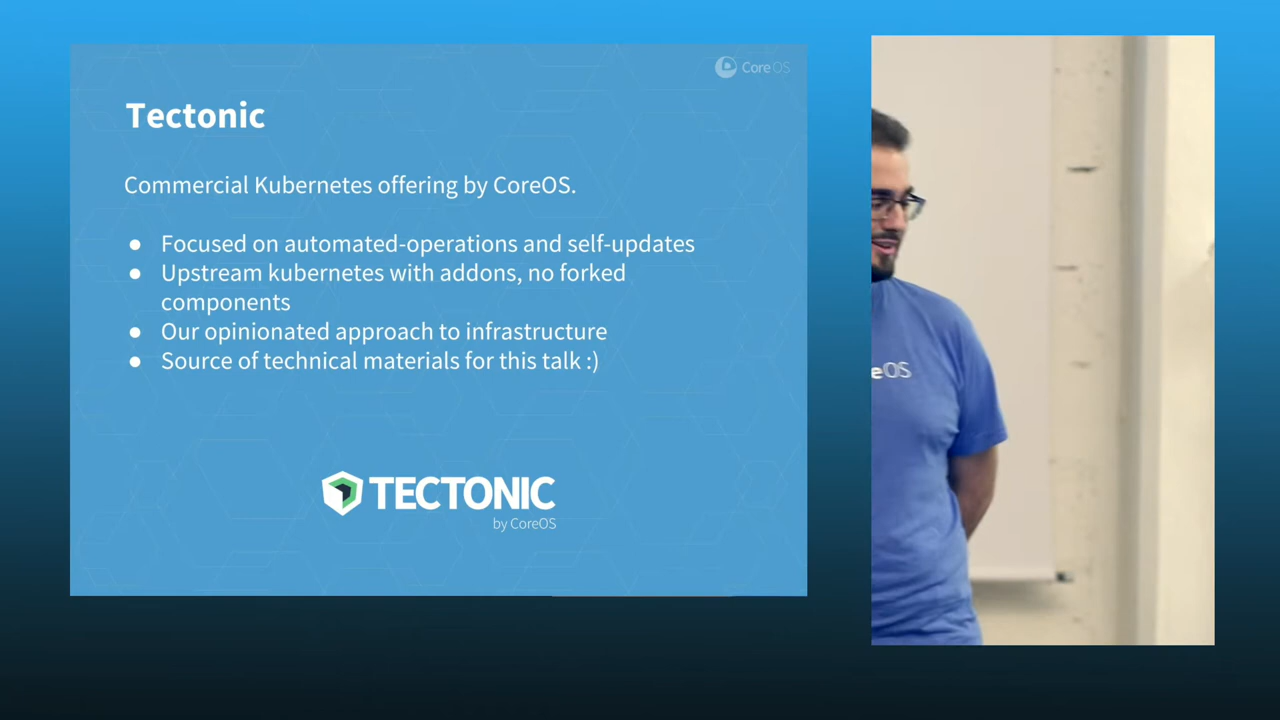 CoreOS
Tectonic
Commercial Kubernetes offering by CoreOS.
● Focused on automated-operations and self-updates
● Upstream kubernetes with addons, no forked
components
● Our opinionated approach to infrastructure
● Source of technical materials for this talk :)
TECTONIC
by CoreOS
eOS